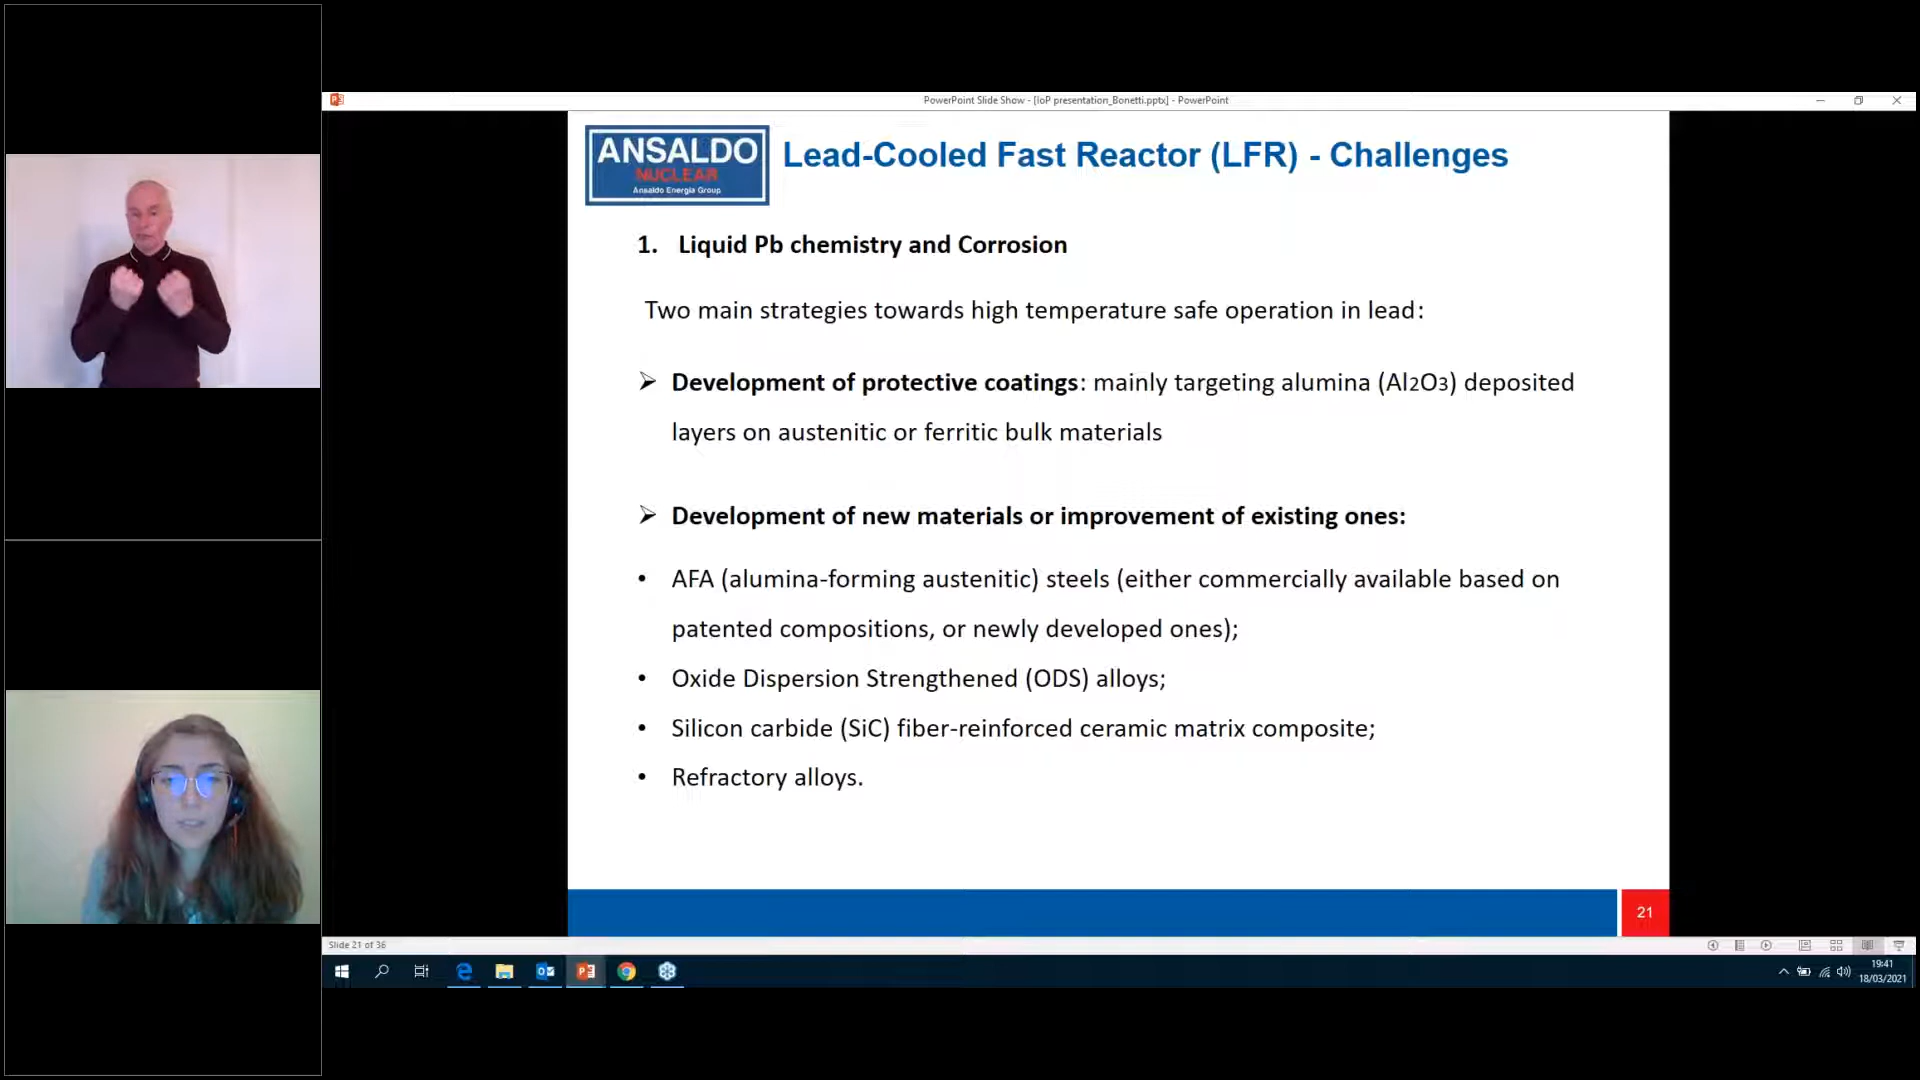 PowerPoint Slide Show - [IoP presentation_Bonetti.pptx] - PowerPoint
ANSALDO
NUCLEAR
Ansaldo Energia Group
Lead-Cooled Fast Reactor (LFR) - Challenges
1. Liquid Pb chemistry and Corrosion
Two main strategies towards high temperature safe operation in lead:
➢ Development of protective coatings: mainly targeting alumina (Al2O3) deposited
layers on austenitic or ferritic bulk materials
➢ Development of new materials or improvement of existing ones:
• AFA (alumina-forming austenitic) steels (either commercially available based on
patented compositions, or newly developed ones);
• Oxide Dispersion Strengthened (ODS) alloys;
• Silicon carbide (SiC) fiber-reinforced ceramic matrix composite;
• Refractory alloys.
21
Slide 21 of 36
19:41
18/03/2021